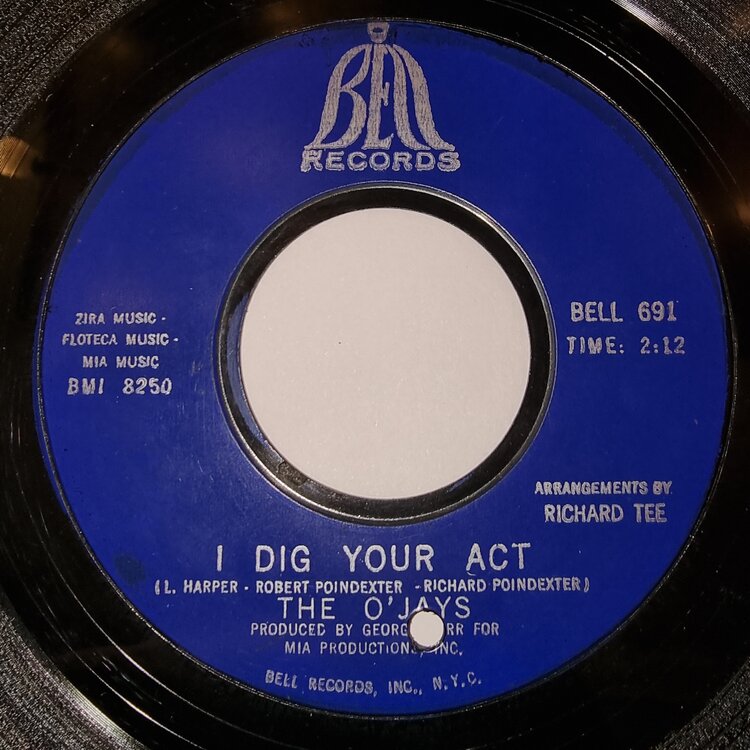 BELL
RECORDS
ZIRA MUSIC -
FLOTECA MUSIC -
MIA MUSIC
BMI 8250
BELL 691
TIME: 2:12
ARRANGEMENTS BY
RICHARD TEE
I DIG YOUR ACT
(L. HARPER - ROBERT POINDEXTER - RICHARD POINDEXTER)
THE O'JAYS
PRODUCED BY FOR
MIA PRODUCTIONS, INC.
BELL RECORDS, INC., N.Y.C.